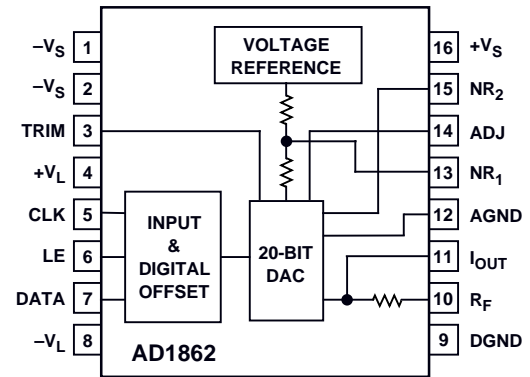 –VS 1
–VS 2
TRIM 3
+VL 4
CLK 5
LE 6
DATA 7
–VL 8
VOLTAGE
REFERENCE
INPUT
&
DIGITAL
OFFSET
20-BIT
DAC
AD1862
16 +VS
15 NR2
14 ADJ
13 NR1
12 AGND
11 IOUT
10 RF
9 DGND